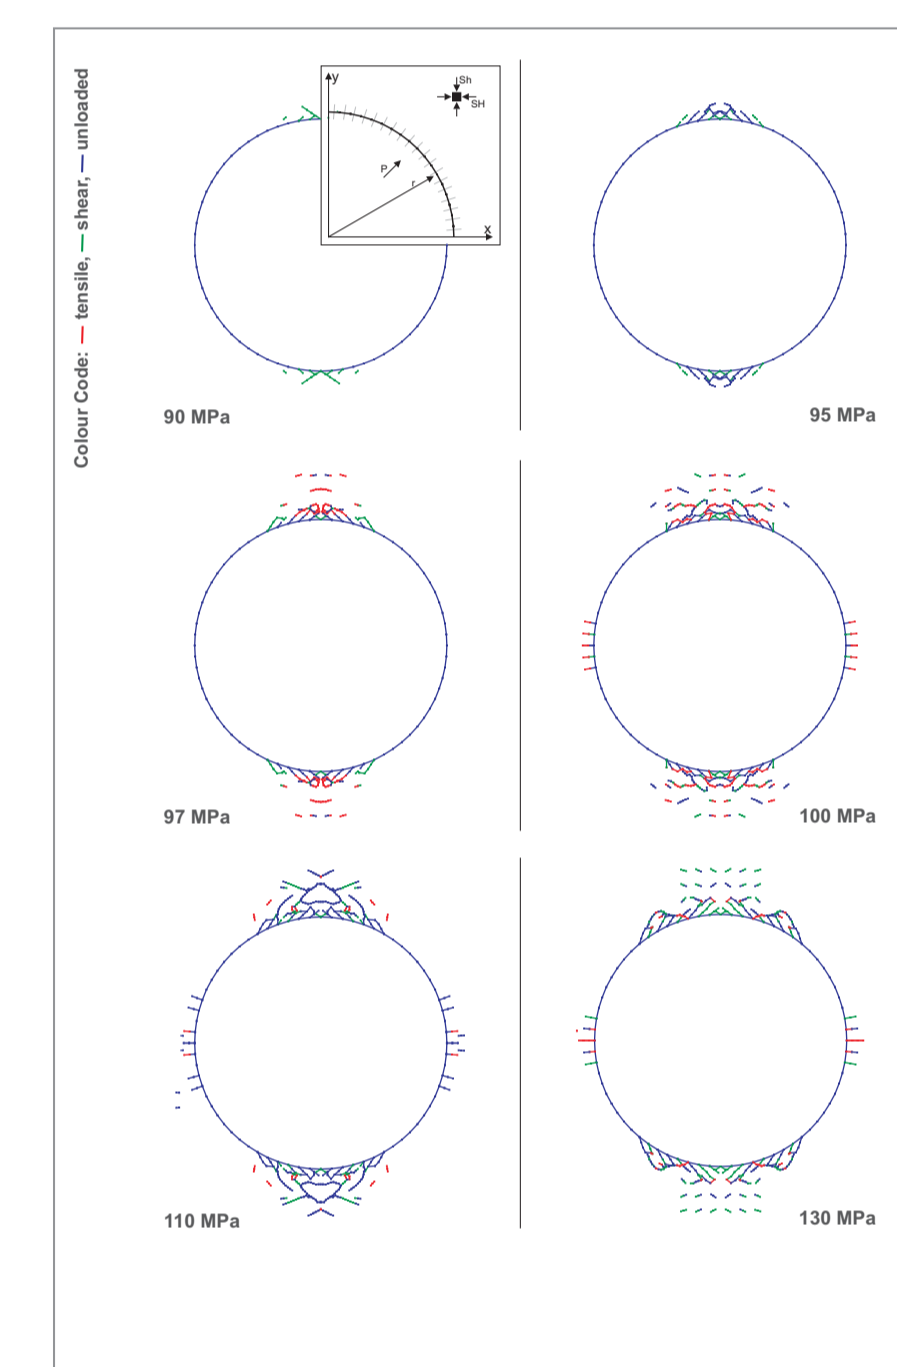 Colour Code: — tensile, — shear, — unloaded
y
Sh
SH
P
r
x
90 MPa
95 MPa
97 MPa
100 MPa
110 MPa
130 MPa